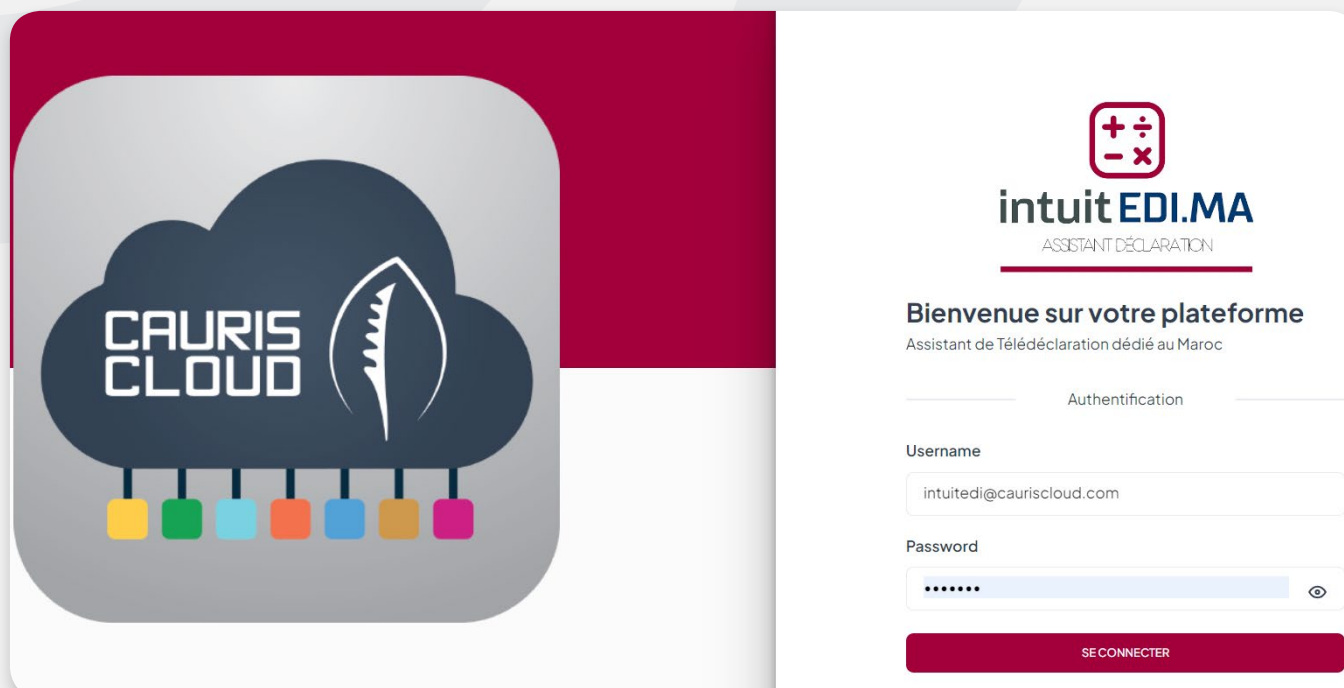 CAURIS
CLOUD
intuit EDI.MA
ASSISTANT DÉCLARATION
Bienvenue sur votre plateforme
Assistant de Télédéclaration dédié au Maroc
Authentification
Username
intuitedi@cauriscloud.com
Password
•••••••
SE CONNECTER